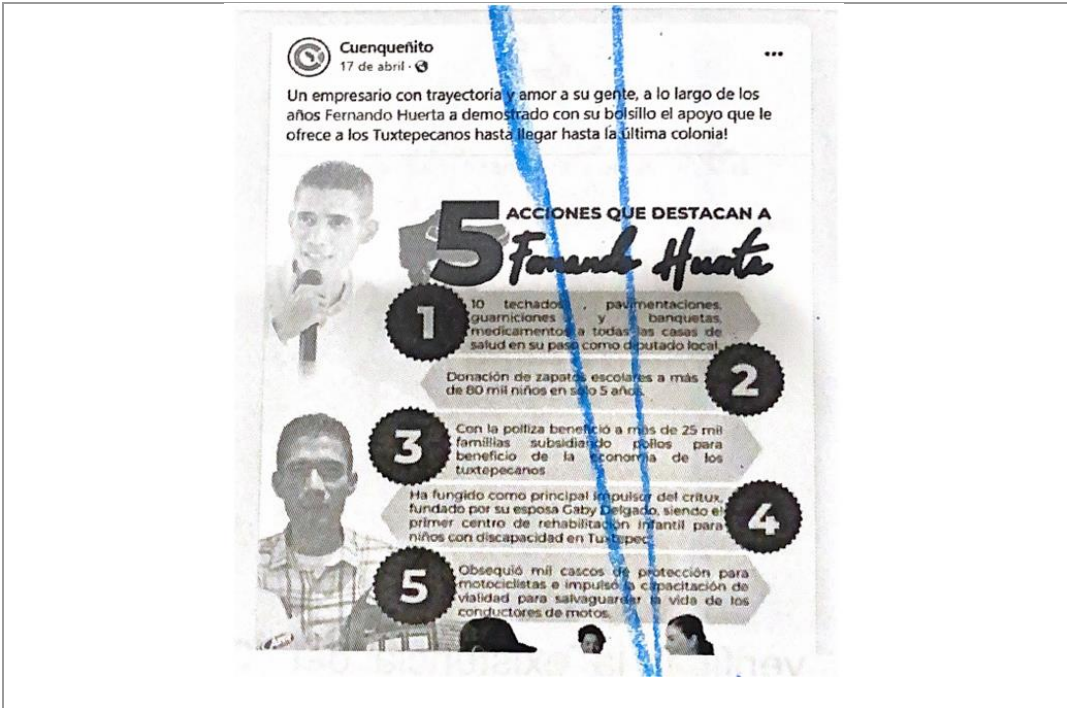 Cuenqueñito
17 de abril ·
...
Un empresario con trayectoria y amor a su gente, a lo largo de los
años Fernando Huerta a demostrado con su bolsillo el apoyo que le
ofrece a los Tuxtepecanos hasta llegar hasta la última colonia!
5 ACCIONES QUE DESTACAN A
Fernando Huerta
1
10 techados, pavimentaciones,
guarniciones y banquetas,
medicamentos a todas las casas de
salud en su paso como diputado local.
Donación de zapatos escolares a más
de 80 mil niños en solo 5 años.
2
3
Con la polliza benefició a más de 25 mil
famillias subsidiando pollos para
beneficio de la economía de los
tuxtepecanos
Ha fungido como principal impulsor del critux,
fundado por su esposa Gaby Delgado, siendo el
primer centro de rehabilitación infantil para
niños con discapacidad en Tuxtepec.
4
5
Obsequió mil cascos de protección para
motociclistas e impulsó la capacitación de
vialidad para salvaguardar la vida de los
conductores de motos.